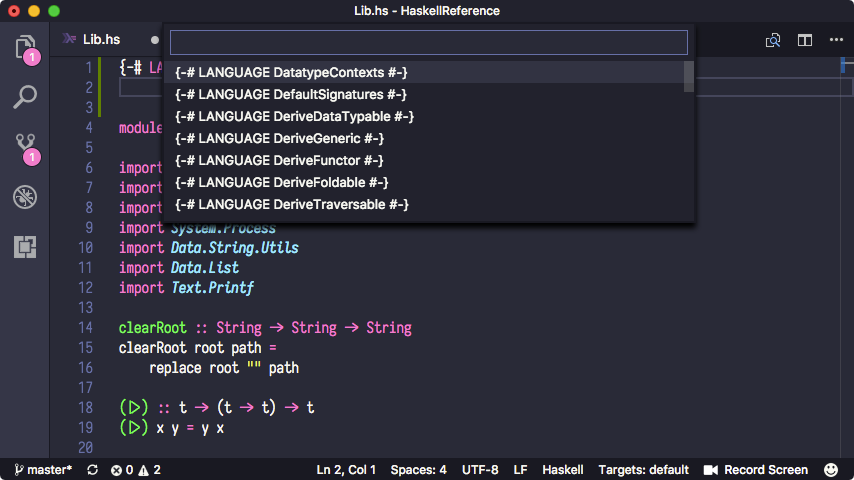 Lib.hs - HaskellReference
Lib.hs
1
1
1 {-# LA
2
3
4 module
5
6 import
7 import
8 import
9 import System.Process
10 import Data.String.Utils
11 import Data.List
12 import Text.Printf
13
14 clearRoot :: String → String → String
15 clearRoot root path =
16 replace root "" path
17
18 (▷) :: t → (t → t) → t
19 (▷) x y = y x
20
{-# LANGUAGE DatatypeContexts #-}
{-# LANGUAGE DefaultSignatures #-}
{-# LANGUAGE DeriveDataTypable #-}
{-# LANGUAGE DeriveGeneric #-}
{-# LANGUAGE DeriveFunctor #-}
{-# LANGUAGE DeriveFoldable #-}
{-# LANGUAGE DeriveTraversable #-}
master* 0 2 Ln 2, Col 1 Spaces: 4 UTF-8 LF Haskell Targets: default Record Screen